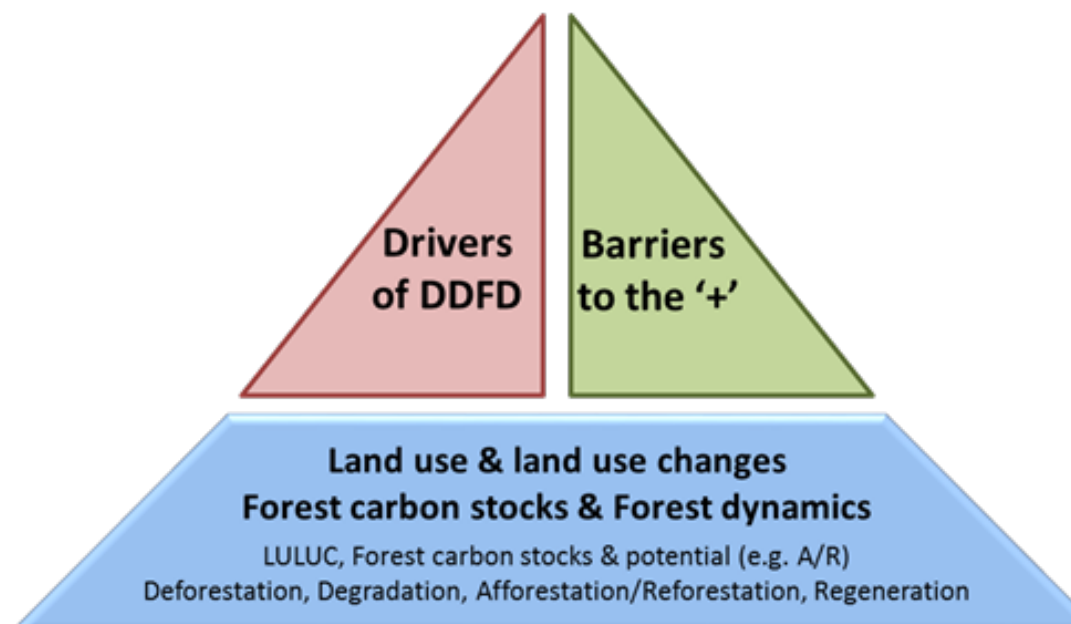 Drivers
of DDFD
Barriers
to the ‘+’
Land use & land use changes
Forest carbon stocks & Forest dynamics
LULUC, Forest carbon stocks & potential (e.g. A/R)
Deforestation, Degradation, Afforestation/Reforestation, Regeneration